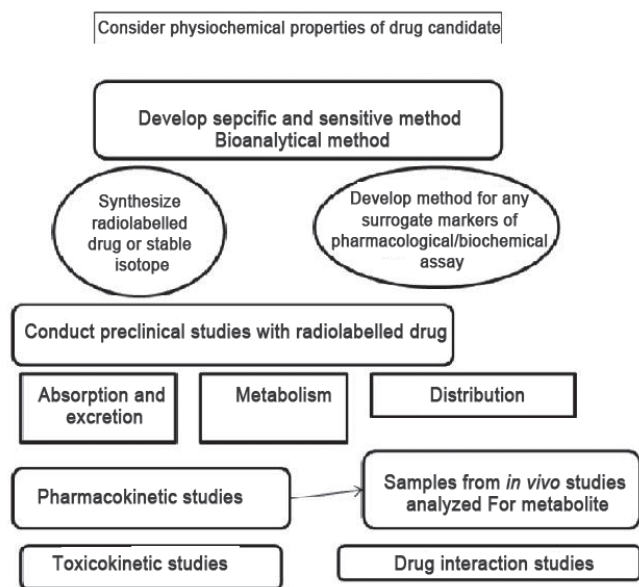 Consider physiochemical properties of drug candidate
Develop sepcific and sensitive method
Bioanalytical method
Synthesize
radiolabelled
drug or stable
isotope
Develop method for any
surrogate markers of
pharmacological/biochemical
assay
Conduct preclinical studies with radiolabelled drug
Absorption and
excretion
Metabolism
Distribution
Pharmacokinetic studies
Samples from in vivo studies
analyzed For metabolite
Toxicokinetic studies
Drug interaction studies